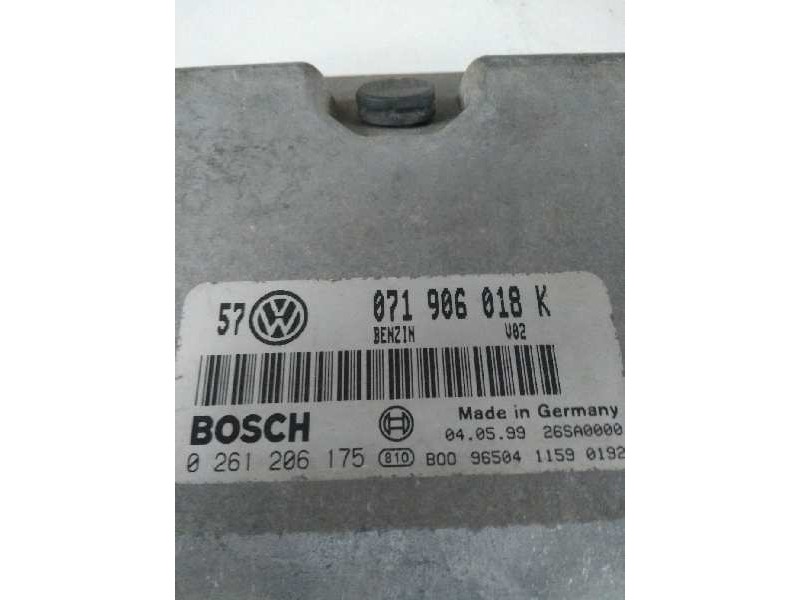 57 VW 071 906 018 K
BENZIN V02
BOSCH Made in Germany
04.05.99 26SA0000
0 261 206 175 810 B00 96504 1159 0192